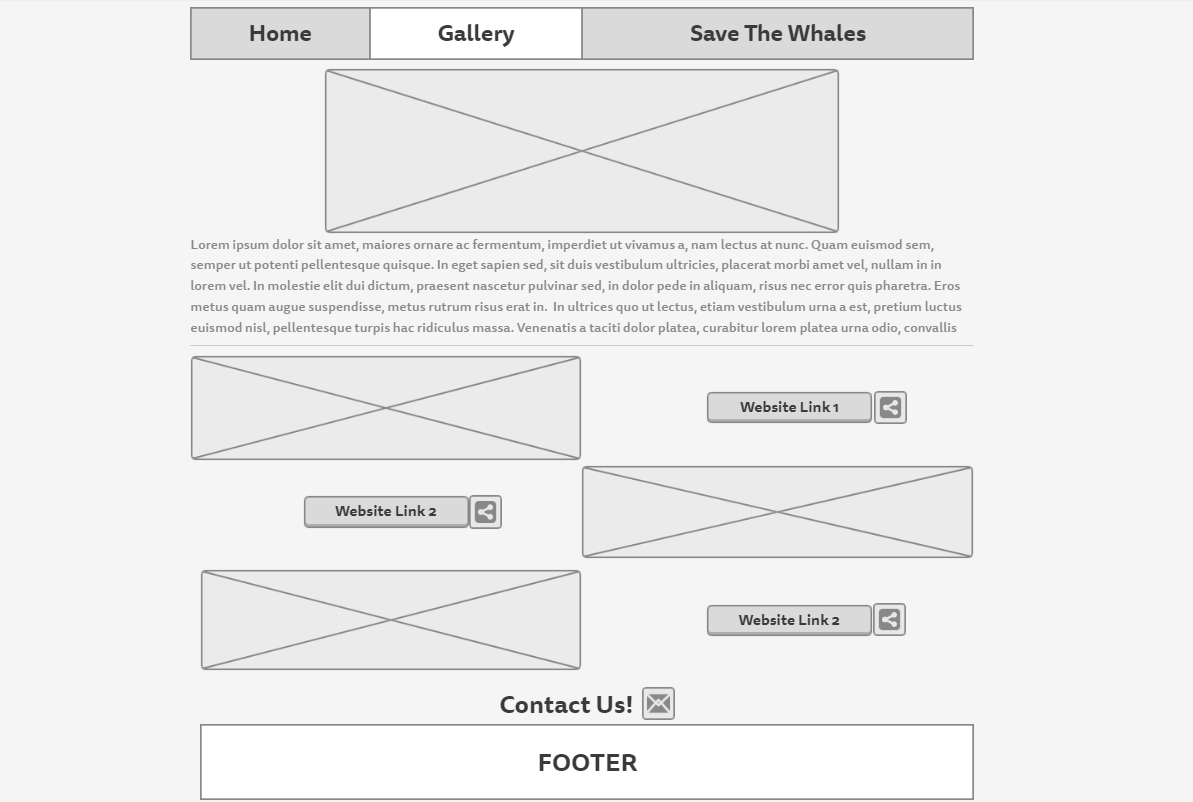 Home
Gallery
Save The Whales
Lorem ipsum dolor sit amet, maiores ornare ac fermentum, imperdiet ut vivamus a, nam lectus at nunc. Quam euismod sem,
semper ut potenti pellentesque quisque. In eget sapien sed, sit duis vestibulum ultricies, placerat morbi amet vel, nullam in in
lorem vel. In molestie elit dui dictum, praesent nascetur pulvinar sed, in dolor pede in aliquam, risus nec error quis pharetra. Eros
metus quam augue suspendisse, metus rutrum risus erat in.  In ultrices quo ut lectus, etiam vestibulum urna a est, pretium luctus
euismod nisl, pellentesque turpis hac ridiculus massa. Venenatis a taciti dolor platea, curabitur lorem platea urna odio, convallis
Website Link 1
Website Link 2
Website Link 2
Contact Us!
FOOTER